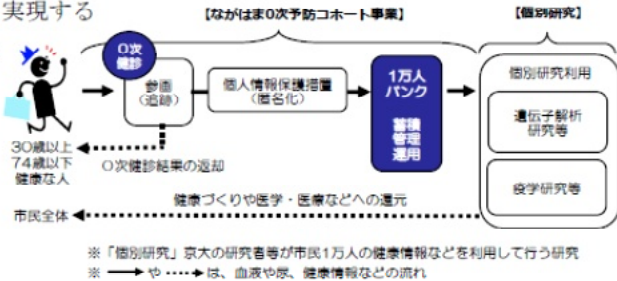 実現する
【ながはま0次予防コホート事業】
【個別研究】
0次
健診
参画
(追跡)
個人情報保護措置
(匿名化)
1万人
バンク
蓄積
管理
運用
個別研究利用
遺伝子解析
研究等
疫学研究等
30歳以上
74歳以下
健康な人
0次健診結果の返却
健康づくりや医学・医療などへの還元
市民全体
※「個別研究」京大の研究者等が市民1万人の健康情報などを利用して行う研究
※ ──▶ や ‥‥▶ は、血液や尿、健康情報などの流れ